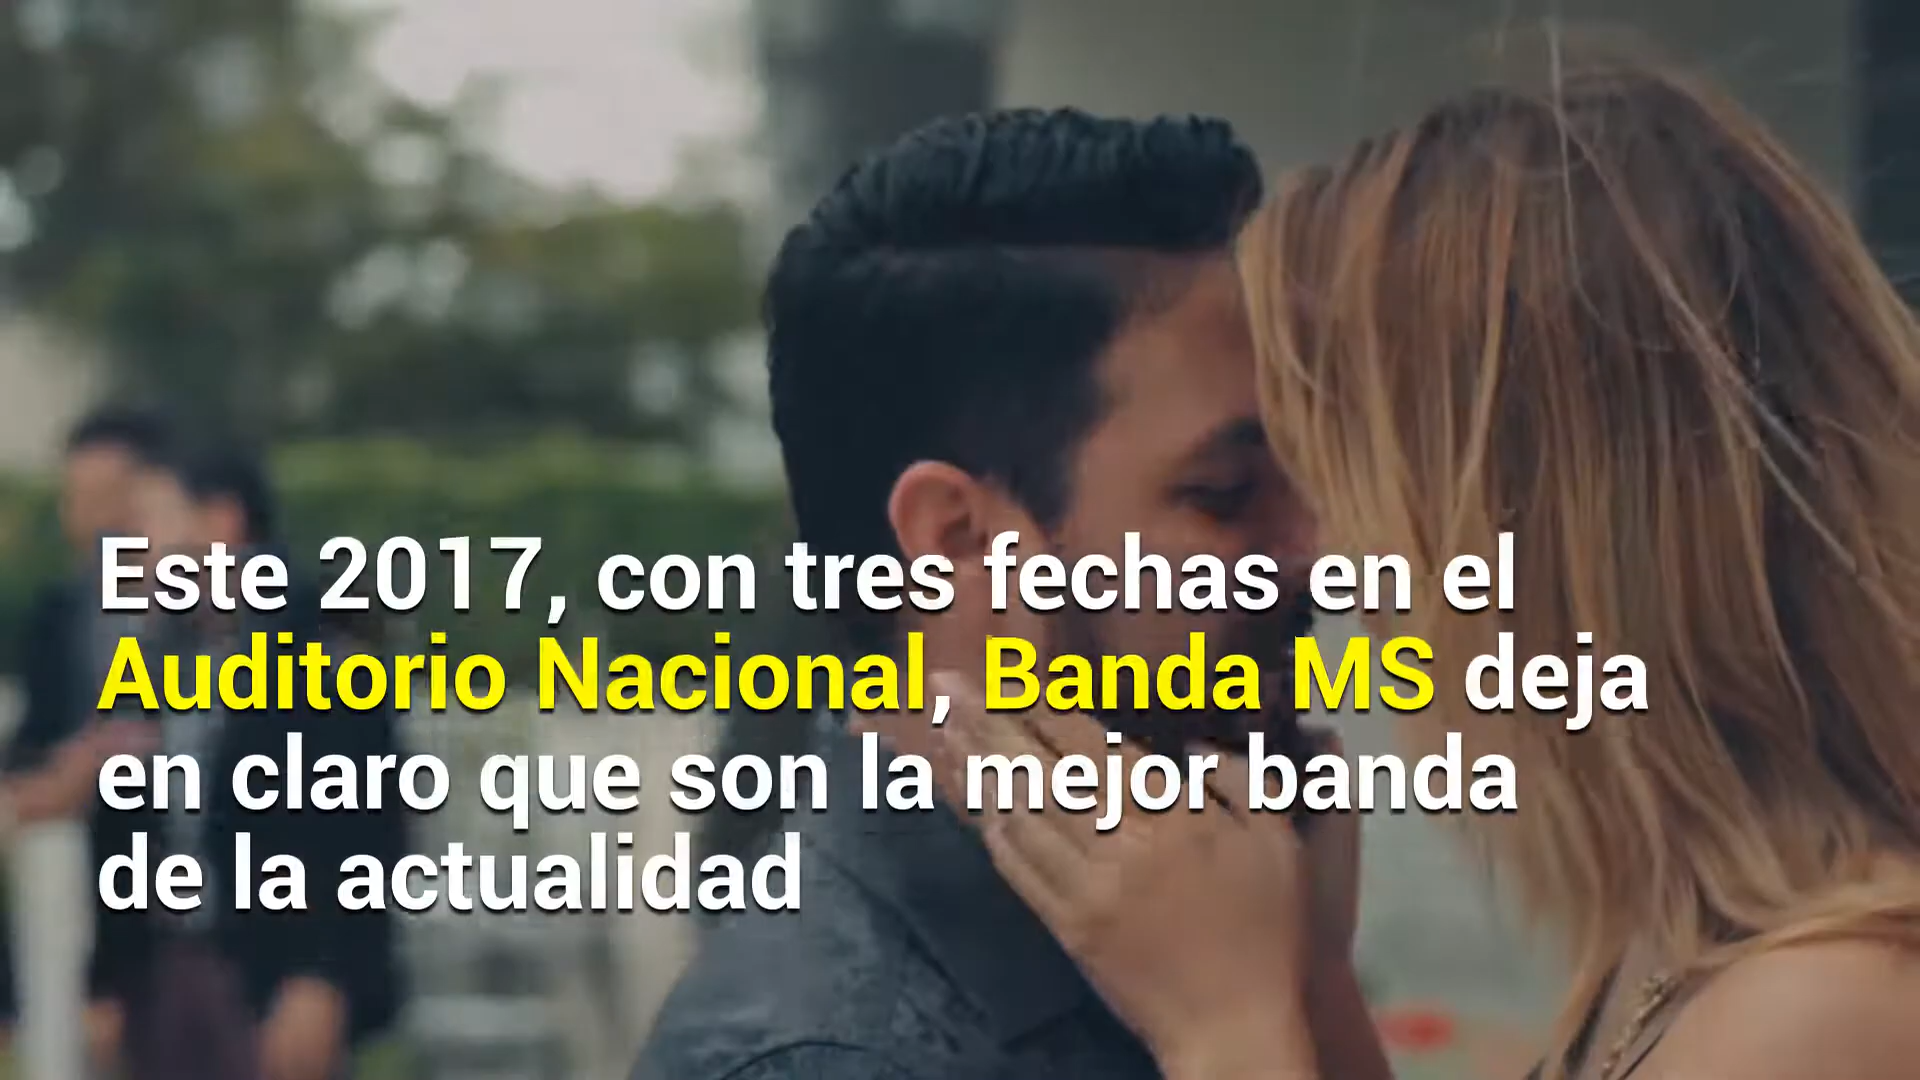 Este 2017, con tres fechas en el
Auditorio Nacional, Banda MS deja
en claro que son la mejor banda
de la actualidad